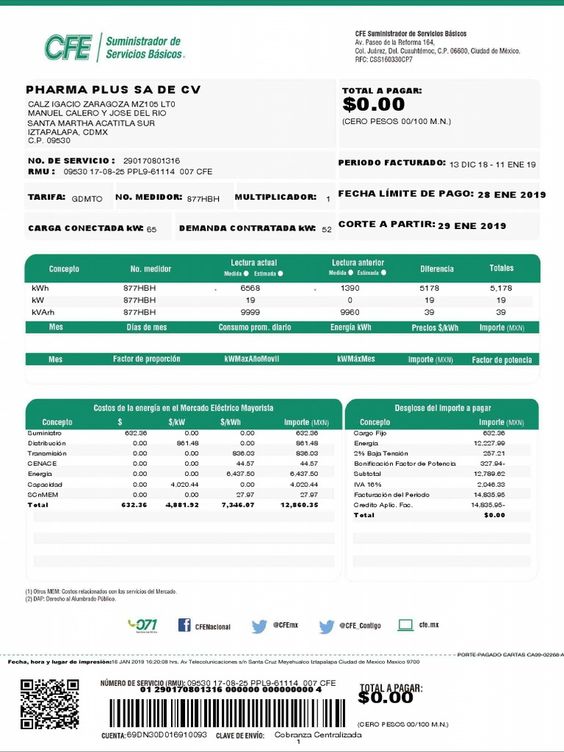 CFE
Suministrador de
Servicios Básicos®
CFE Suministrador de Servicios Básicos
Av. Paseo de la Reforma 164,
Col. Juárez, Del. Cuauhtémoc, C.P. 06600, Ciudad de México.
RFC: CSS160330CP7
PHARMA PLUS SA DE CV
CALZ IGACIO ZARAGOZA MZ105 LT0
MANUEL CALERO Y JOSE DEL RIO
SANTA MARTHA ACATITLA SUR
IZTAPALAPA, CDMX
C.P. 09530
TOTAL A PAGAR:
$0.00
(CERO PESOS 00/100 M.N.)
NO. DE SERVICIO : 290170801316
RMU : 09530 17-08-25 PPL9-61114 007 CFE
PERIODO FACTURADO: 13 DIC 18 - 11 ENE 19
TARIFA: GDMTO NO. MEDIDOR: 877HBH MULTIPLICADOR: 1
FECHA LÍMITE DE PAGO: 28 ENE 2019
CARGA CONECTADA kW: 65 DEMANDA CONTRATADA kW: 52
CORTE A PARTIR: 29 ENE 2019
Concepto No. medidor Lectura actual Lectura anterior Diferencia Totales
Medida Estimada Medida Estimada
kWh 877HBH 6568 1390 5178 5,178
kW 877HBH 19 0 19 19
kVArh 877HBH 9999 9960 39 39
Mes Días de mes Consumo prom. diario Energía kWh Precios $/kWh Importe (MXN)
Mes Factor de proporción kWMaxAñoMovil kWMáxMes Importe (MXN) Factor de potencia
Costos de la energía en el Mercado Eléctrico Mayorista
Concepto $ $/kW $/kWh Importe (MXN)
Suministro 632.36 0.00 0.00 632.36
Distribución 0.00 861.48 0.00 861.48
Transmisión 0.00 0.00 836.03 836.03
CENACE 0.00 0.00 44.57 44.57
Energía 0.00 0.00 6,437.50 6,437.50
Capacidad 0.00 4,020.44 0.00 4,020.44
SCnMEM 0.00 0.00 27.97 27.97
Total 632.36 4,881.92 7,346.07 12,860.35
Desglose del importe a pagar
Concepto Importe (MXN)
Cargo Fijo 632.36
Energía 12,227.99
2% Baja Tensión 257.21
Bonificación Factor de Potencia 327.94-
Subtotal 12,789.62
IVA 16% 2,046.33
Facturación del Periodo 14,835.95
Credito Aplic. Fac. 14,835.95-
Total $0.00
(1) Otros MEM: Costos relacionados con los servicios del Mercado.
(2) DAP: Derecho al Alumbrado Público.
071
CFENacional
@CFEmx
@CFE_Contigo
cfe.mx
PORTE PAGADO CARTAS CA09-02268-A
Fecha, hora y lugar de impresión:16 JAN 2019 16:20:08 hrs. Av Telecolunicaciones s/n Santa Cruz Meyehualco Iztapalapa Ciudad de Mexico Mexico 9700
NÚMERO DE SERVICIO (RMU): 09530 17-08-25 PPL9-61114 007 CFE
01 290170801316 000000 000000000 4
TOTAL A PAGAR:
$0.00
(CERO PESOS 00/100 M.N.)
CUENTA: 69DN30D016910093 CLAVE DE ENVÍO: Cobranza Centralizada
1